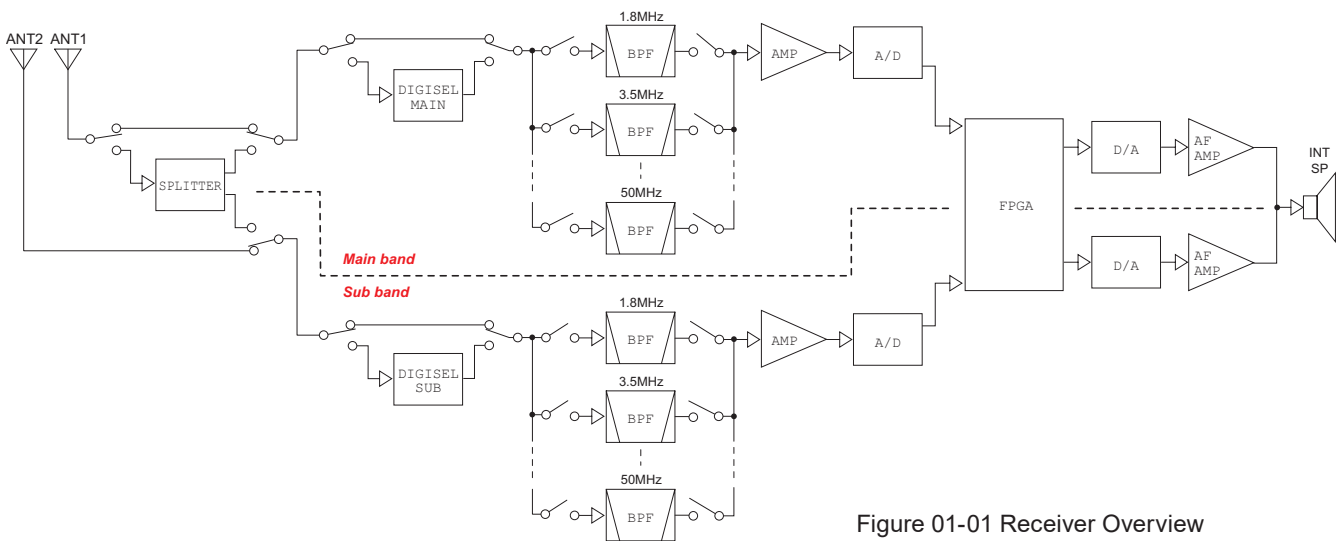 ANT2 ANT1
SPLITTER
DIGISEL
MAIN
1.8MHz
BPF
3.5MHz
BPF
50MHz
BPF
AMP
A/D
Main band
Sub band
DIGISEL
SUB
1.8MHz
BPF
3.5MHz
BPF
50MHz
BPF
AMP
A/D
FPGA
D/A
AF
AMP
D/A
AF
AMP
INT
SP
Figure 01-01 Receiver Overview